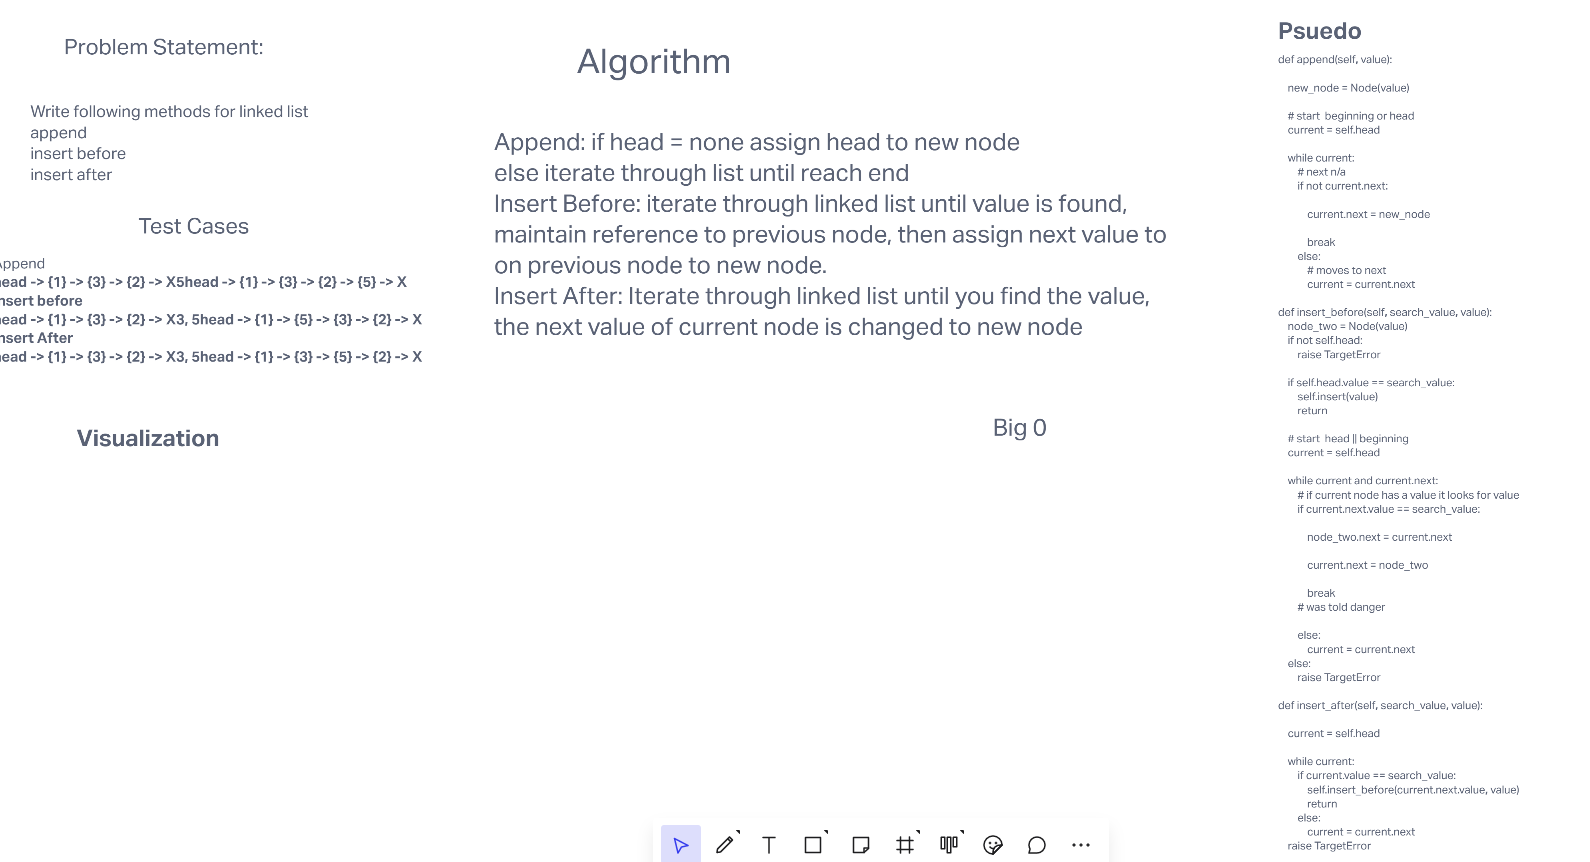 Problem Statement:
Write following methods for linked list
append
insert before
insert after
Test Cases
Append
head -> {1} -> {3} -> {2} -> X5head -> {1} -> {3} -> {2} -> {5} -> X
nsert before
head -> {1} -> {3} -> {2} -> X3, 5head -> {1} -> {5} -> {3} -> {2} -> X
nsert After
head -> {1} -> {3} -> {2} -> X3, 5head -> {1} -> {3} -> {5} -> {2} -> X
Visualization
Algorithm
Append: if head = none assign head to new node
else iterate through list until reach end
Insert Before: iterate through linked list until value is found,
maintain reference to previous node, then assign next value to
on previous node to new node.
Insert After: Iterate through linked list until you find the value,
the next value of current node is changed to new node
Big 0
Psuedo
def append(self, value):
new_node = Node(value)
# start  beginning or head
current = self.head
while current:
# next n/a
if not current.next:
current.next = new_node
break
else:
# moves to next
current = current.next
def insert_before(self, search_value, value):
node_two = Node(value)
if not self.head:
raise TargetError
if self.head.value == search_value:
self.insert(value)
return
# start  head || beginning
current = self.head
while current and current.next:
# if current node has a value it looks for value
if current.next.value == search_value:
node_two.next = current.next
current.next = node_two
break
# was told danger
else:
current = current.next
else:
raise TargetError
def insert_after(self, search_value, value):
current = self.head
while current:
if current.value == search_value:
self.insert_before(current.next.value, value)
return
else:
current = current.next
raise TargetError
T